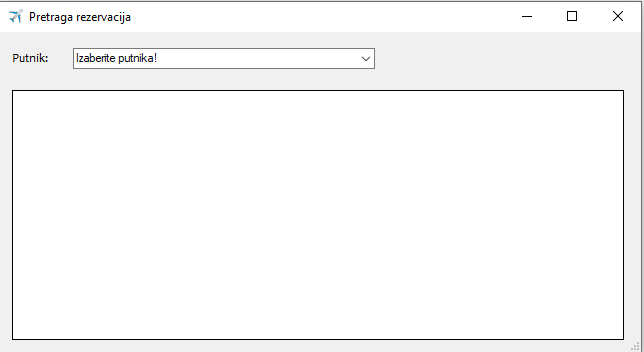 Pretraga rezervacija
Putnik: Izaberite putnika!